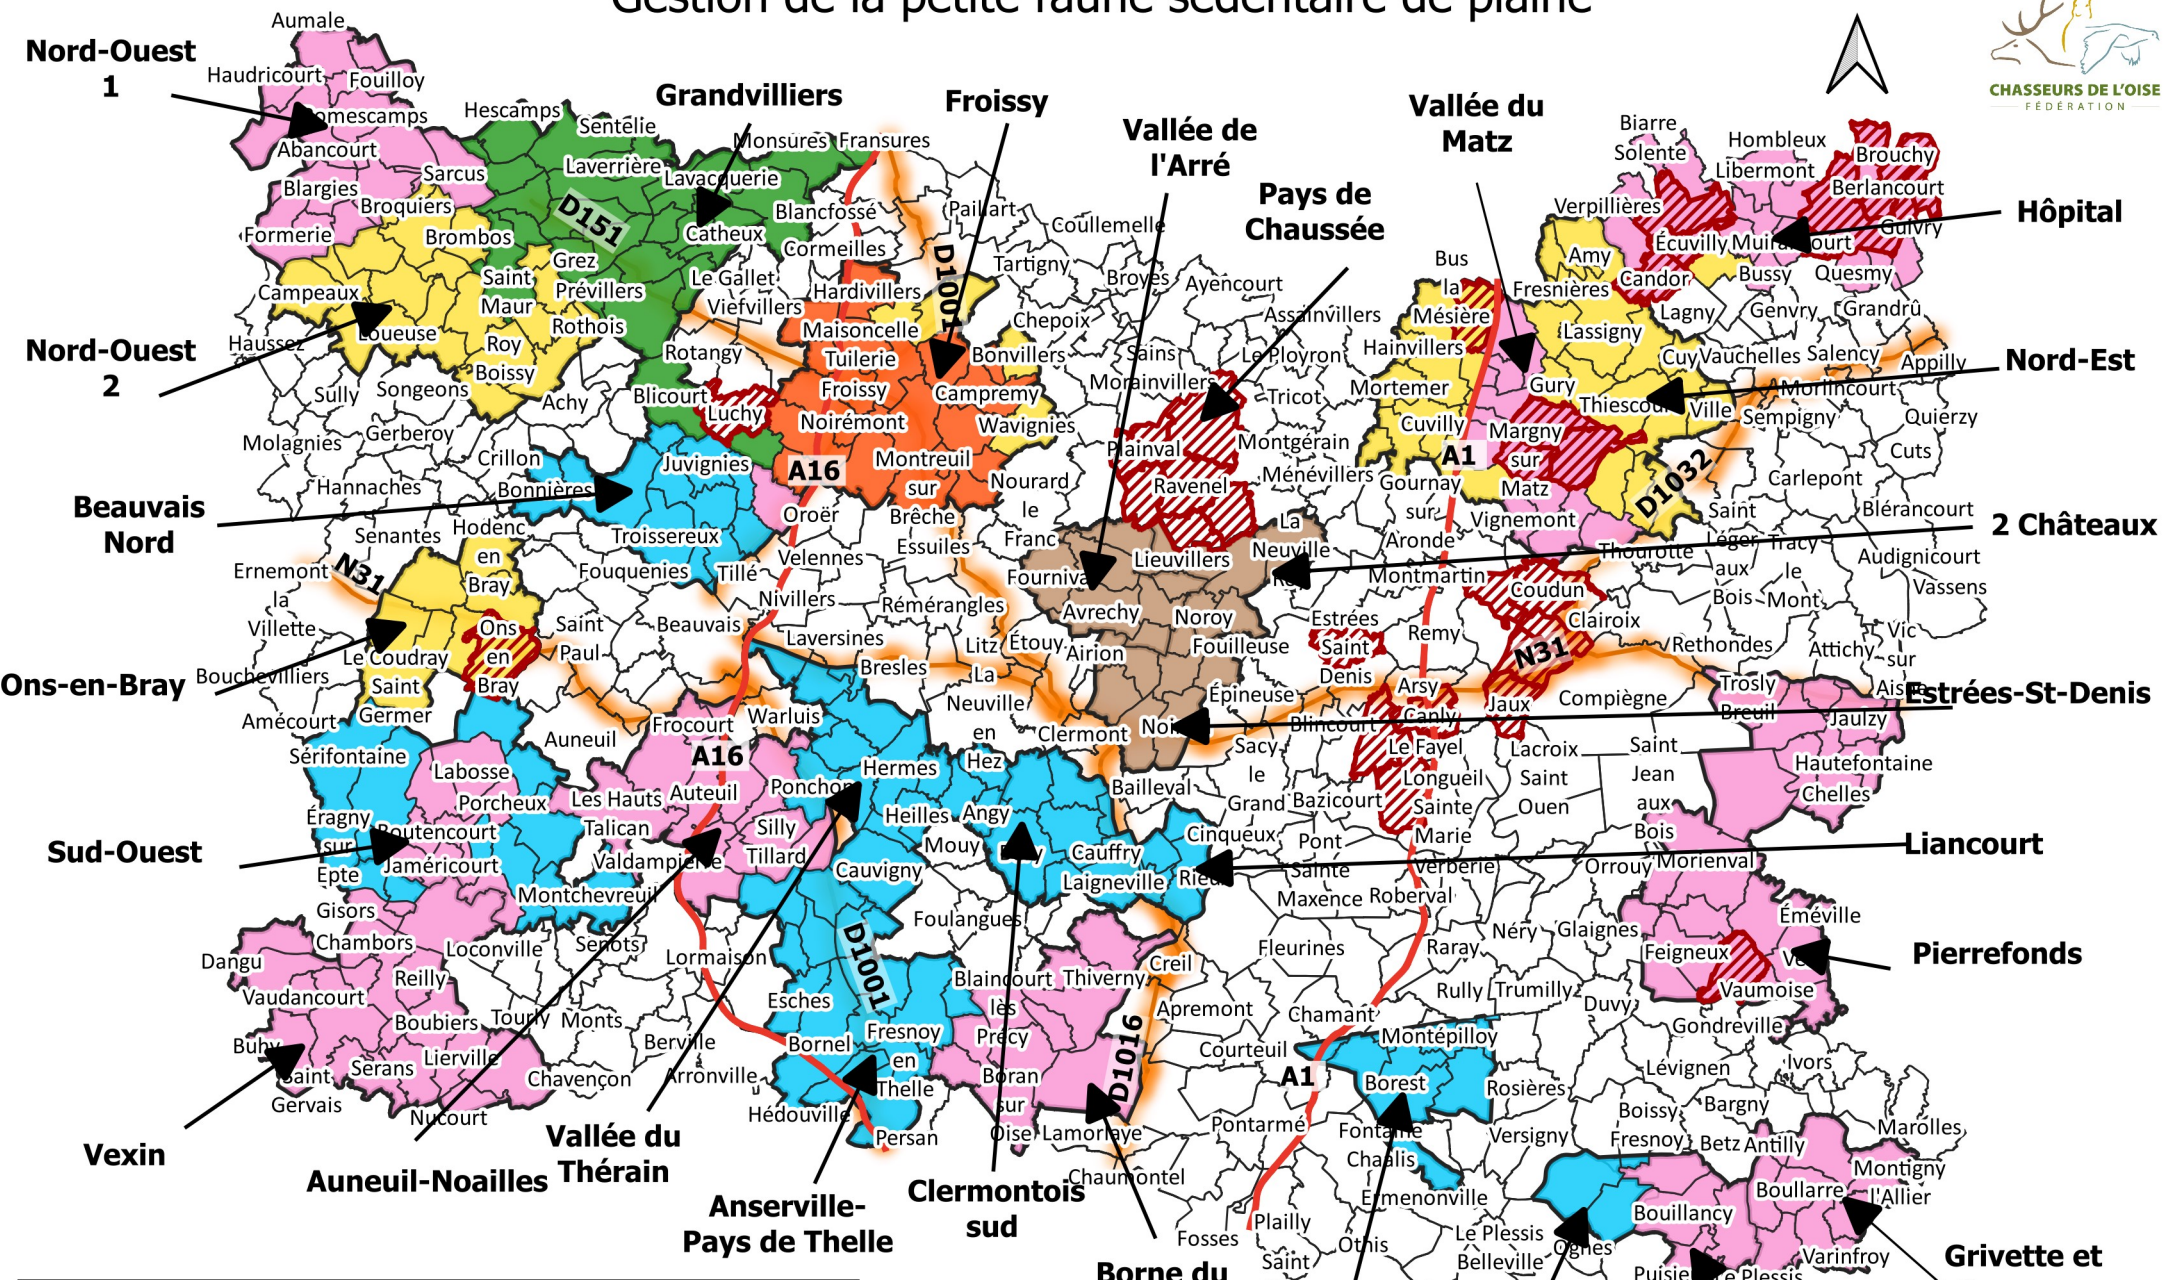 Gestion de la petite faune sédentaire de plaine
CHASSEURS DE L'OISE
FÉDÉRATION
Nord-Ouest
1
Grandvilliers
Froissy
Vallée de
l'Arré
Pays de
Chaussée
Vallée du
Matz
Hôpital
Nord-Est
Nord-Ouest
2
Beauvais
Nord
2 Châteaux
Ons-en-Bray
Estrées-St-Denis
Sud-Ouest
Liancourt
Pierrefonds
Vexin
Auneuil-Noailles
Vallée du
Thérain
Anserville-
Pays de Thelle
Clermontois
sud
Borne du
Grivette et
Aumale
Haudricourt
Fouilloy
Abancourt
Blargies
Sarcus
Broquiers
Formerie
Hescamps
Sentelie
Monsures
Fransures
Laverrière
Lavacquerie
D151
Catheux
Blancfossé
Cormeilles
Brombos
Grez
Saint
Maur
Prévillers
Le Gallet
Viefvillers
Hardivillers
D1001
Campeaux
Loueuse
Roy
Boissy
Rothois
Haussez
Sully
Songeons
Achy
Rotangy
Blicourt
Luchy
Maisoncelle
Tuilerie
Froissy
Noirémont
Bonvillers
Campremy
Wavignies
Montreuil
sur
Brêche
A16
Paillart
Coullemelle
Tartigny
Broyes
Chepoix
Ayencourt
Assainvillers
Sains
Le Ployron
Morainvillers
Tricot
Plainval
Montgérain
Ravenel
Ménévillers
Bus
la
Mésière
Hainvillers
Mortemer
Cuvilly
A1
Gournay
sur
Aronde
Biarre
Solente
Hombleux
Libermont
Brouchy
Berlancourt
Guivry
Verpillières
Écuvilly
Amy
Candor
Bussy
Quesmy
Fresnières
Lagny
Genvry
Grandrû
Lassigny
Cuy
Vauchelles
Salency
Appilly
Gury
Morlincourt
Ville
Sempigny
Quierzy
Margny
sur
Matz
Cuts
Carlepont
D1032
Vignemont
Saint
Léger
aux
Bois
Blérancourt
Thourotte
Tracy
le
Mont
Audignicourt
Vassens
Molagnies
Gerberoy
Crillon
Juvignies
Hannaches
Bonnières
Senantes
Hodenc
en
Bray
Troissereux
Oroër
Nourard
le
Franc
La
Neuville
Velennes
Essuiles
Lieuvillers
Ernemont
la
Villette
N31
Fouquenies
Tillé
Nivillers
Rémérangles
Avrechy
Noroy
Montmartin
Coudun
Estrées
Saint
Denis
Remy
Clairoix
N31
Rethondes
Attichy
Vic
sur
Ons
en
Bray
Saint
Paul
Beauvais
Laversines
Bresles
Litz
Étouy
Airion
Fouilleuse
Le Coudray
Saint
Germer
Bouchevilliers
La
Neuville
en
Hez
Épineuse
Arsy
Jaux
Compiègne
Trosly
Breuil
Jaulzy
Amécourt
Sérifontaine
Auneuil
Frocourt
Warluis
A16
Clermont
Blincourt
Canly
Sacy
le
Grand
Le Fayel
Lacroix
Saint
Ouen
Saint
Jean
aux
Bois
Hautefontaine
Chelles
Labosse
Porcheux
Les Hauts
Talican
Auteuil
Ponchon
Hermes
Bailleval
Longueil
Sainte
Marie
Bazicourt
Éragny
sur
Epte
Boutencourt
Jaméricourt
Valdampierre
Silly
Tillard
Heilles
Angy
Mouy
Cauffry
Laigneville
Cinqueux
Pont
Sainte
Maxence
Verberie
Orrouy
Morienval
Montchevreuil
Cauvigny
Roberval
Éméville
Gisors
Chambors
Loconville
Senots
Foulangues
Fleurines
Raray
Néry
Glaignes
Feigneux
Dangu
Reilly
Lormaison
D1001
Blaincourt
lès
Précy
Thiverny
Creil
Vaumoise
Vaudancourt
Esches
Apremont
Chamant
Rully
Trumilly
Duvy
Gondreville
Boubiers
Tourly
Monts
Berville
Bornel
Fresnoy
en
Thelle
D1016
Courteuil
A1
Montépilloy
Lévignen
Ivors
Buhy
Saint
Gervais
Serans
Lierville
Chavençon
Arronville
Boran
sur
Oise
Borest
Rosières
Nucourt
Hédouville
Persan
Lamorlaye
Pontarmé
Fontaine
Chaalis
Versigny
Boissy
Fresnoy
Bargny
Betz
Antilly
Marolles
Chaumontel
Ermenonville
Montigny
l'Allier
Boullarre
Bouillancy
Fosses
Plailly
Saint
Othis
Le Plessis
Belleville
Ognes
Varinfroy